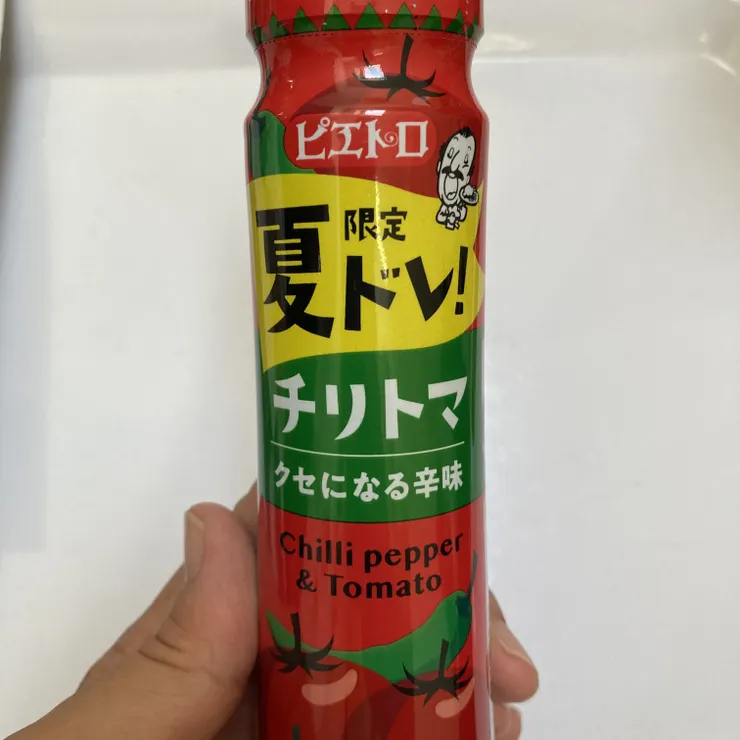 ピエトロ
限定
夏ドレ!
チリトマ
クセになる辛味
Chilli pepper
& Tomato